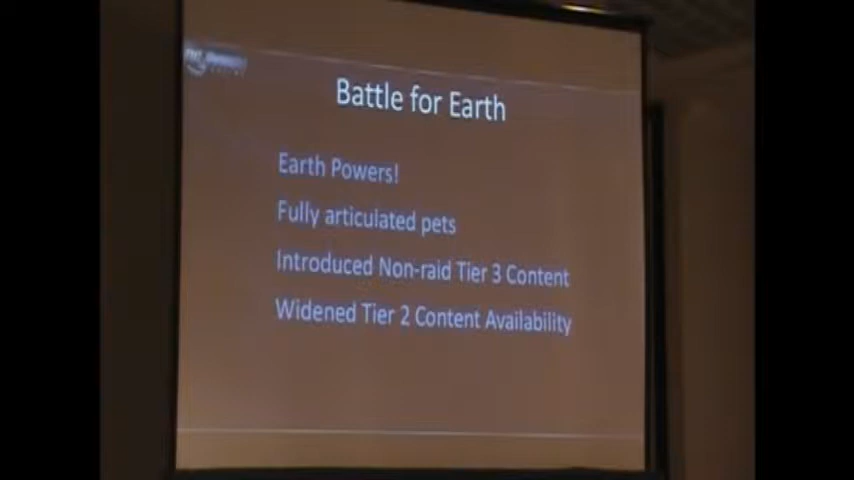 Battle for Earth
Earth Powers!
Fully articulated pets
Introduced Non-raid Tier 3 Content
Widened Tier 2 Content Availability